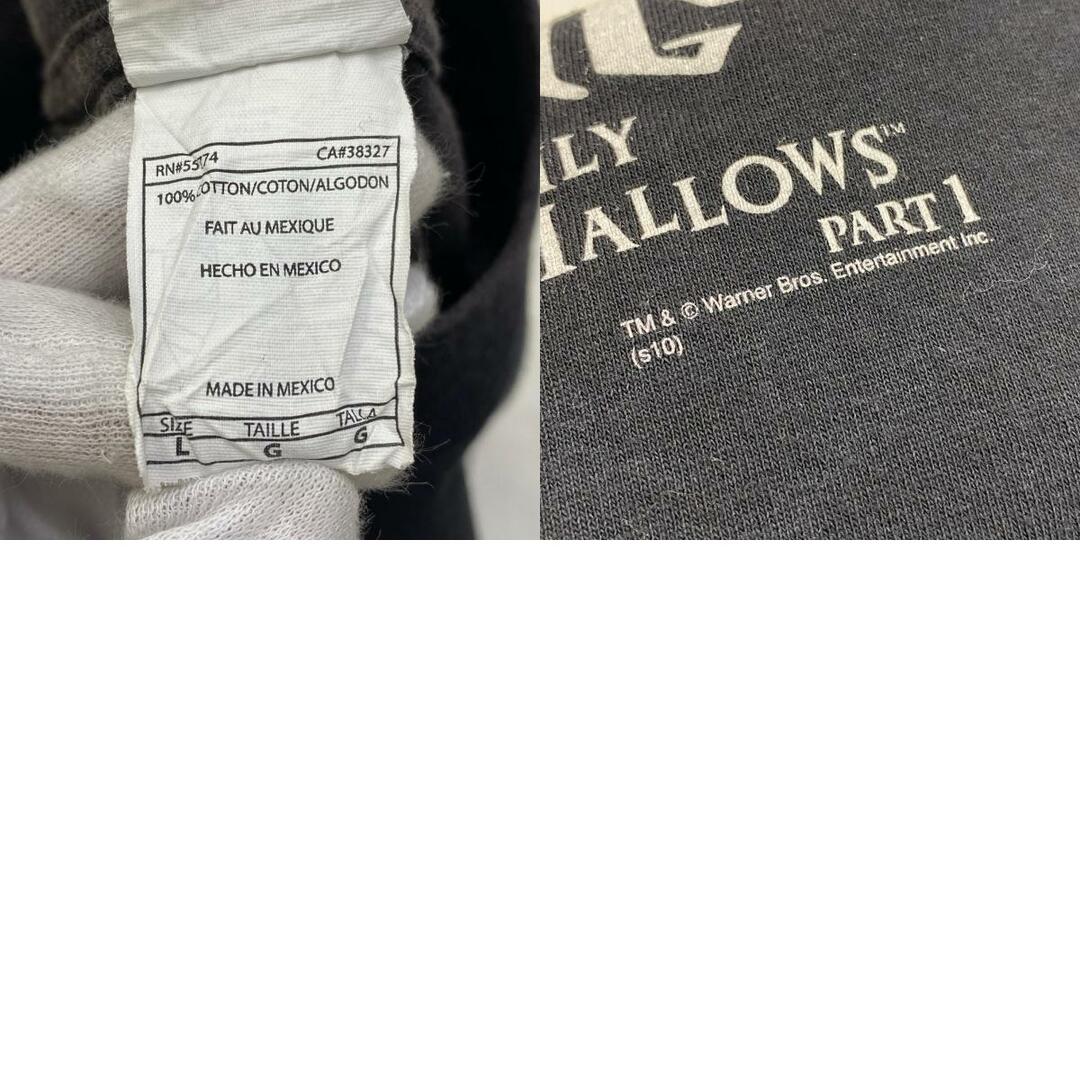 CA#38327
100% COTTON/COTON/ALGODON
FAIT AU MEXIQUE
HECHO EN MEXICO
MADE IN MEXICO
SIZE TAILLE TALLA
L G G
HALLOWS™
PART 1
TM & © Warner Bros. Entertainment Inc.
(s10)